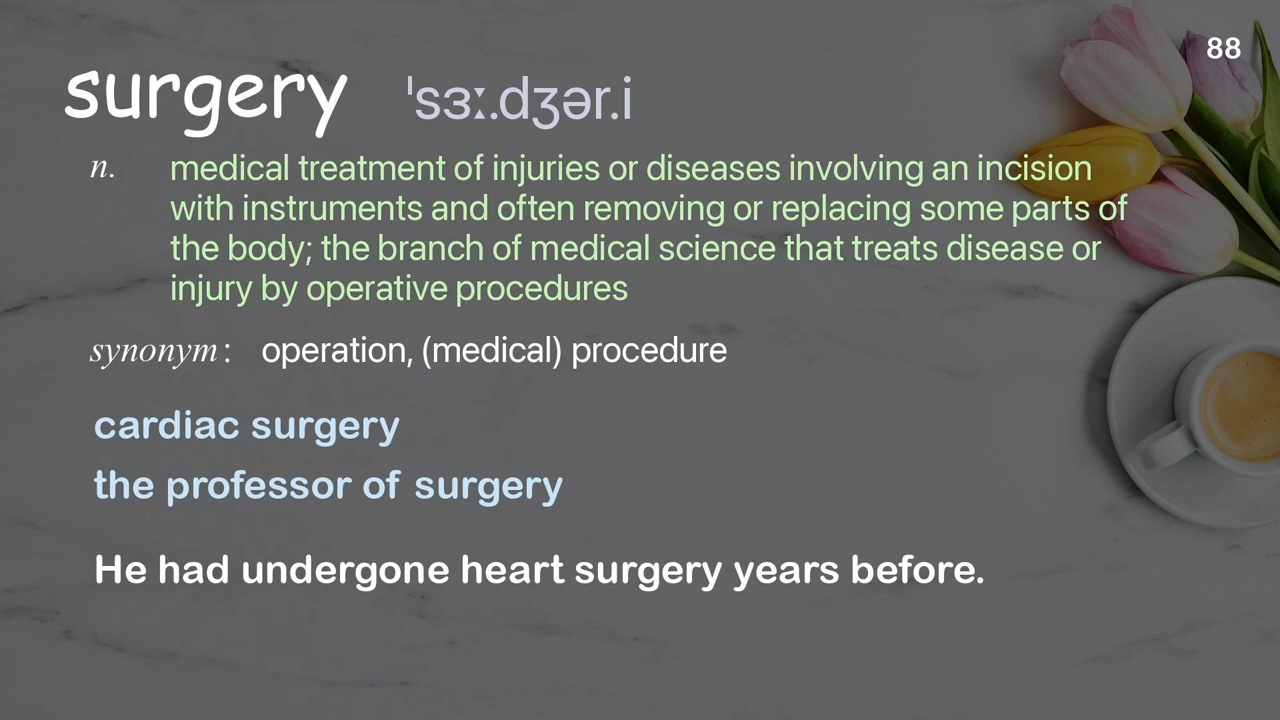 88
surgery ˈsɜː.dʒər.i
n. medical treatment of injuries or diseases involving an incision
with instruments and often removing or replacing some parts of
the body; the branch of medical science that treats disease or
injury by operative procedures
synonym: operation, (medical) procedure
cardiac surgery
the professor of surgery
He had undergone heart surgery years before.